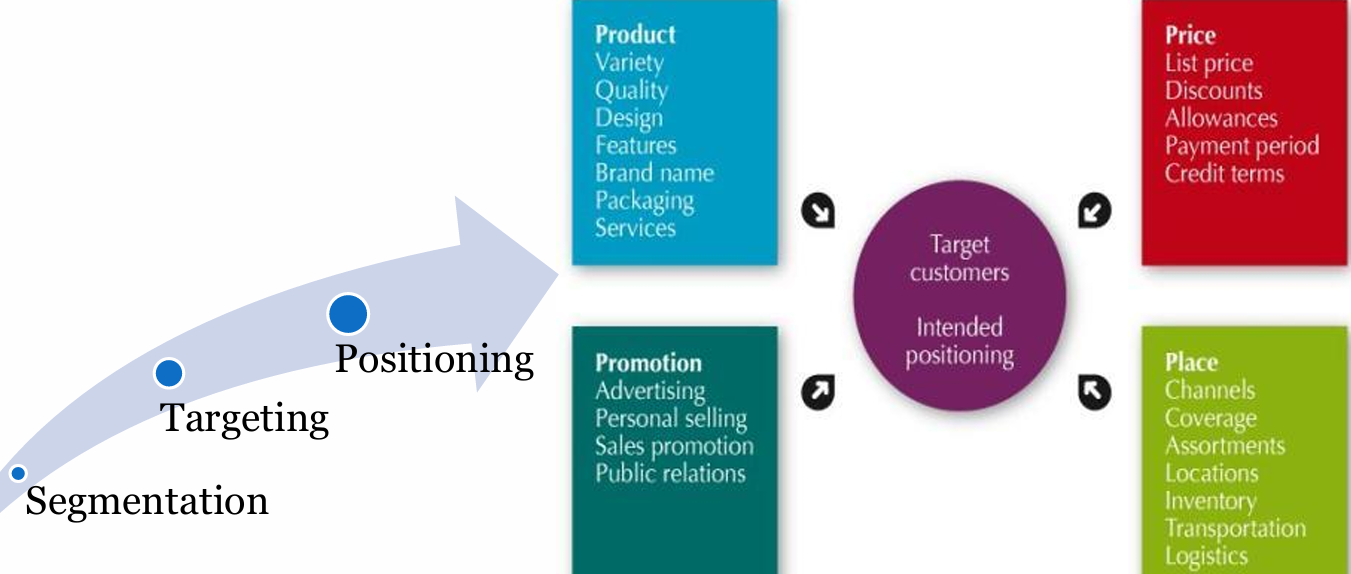 Segmentation
Targeting
Positioning
Product
Variety
Quality
Design
Features
Brand name
Packaging
Services
Promotion
Advertising
Personal selling
Sales promotion
Public relations
Target
customers
Intended
positioning
Price
List price
Discounts
Allowances
Payment period
Credit terms
Place
Channels
Coverage
Assortments
Locations
Inventory
Transportation
Logistics